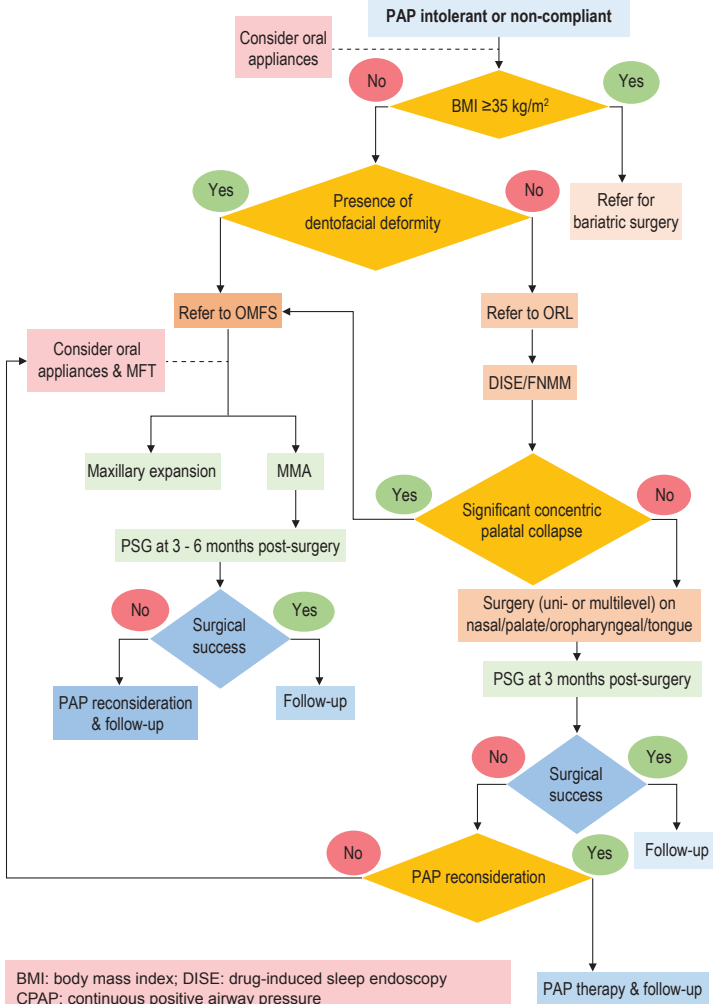 PAP intolerant or non-compliant
Consider oral
appliances
No
Yes
BMI ≥35 kg/m²
Yes
No
Presence of
dentofacial deformity
Refer for
bariatric surgery
Refer to OMFS
Refer to ORL
Consider oral
appliances & MFT
DISE/FNMM
Maxillary expansion
MMA
Yes
No
Significant concentric
palatal collapse
PSG at 3 - 6 months post-surgery
No
Yes
Surgical
success
Surgery (uni- or multilevel) on
nasal/palate/oropharyngeal/tongue
PAP reconsideration
& follow-up
Follow-up
PSG at 3 months post-surgery
No
Yes
Surgical
success
Follow-up
No
Yes
PAP reconsideration
PAP therapy & follow-up
BMI: body mass index; DISE: drug-induced sleep endoscopy
CPAP: continuous positive airway pressure